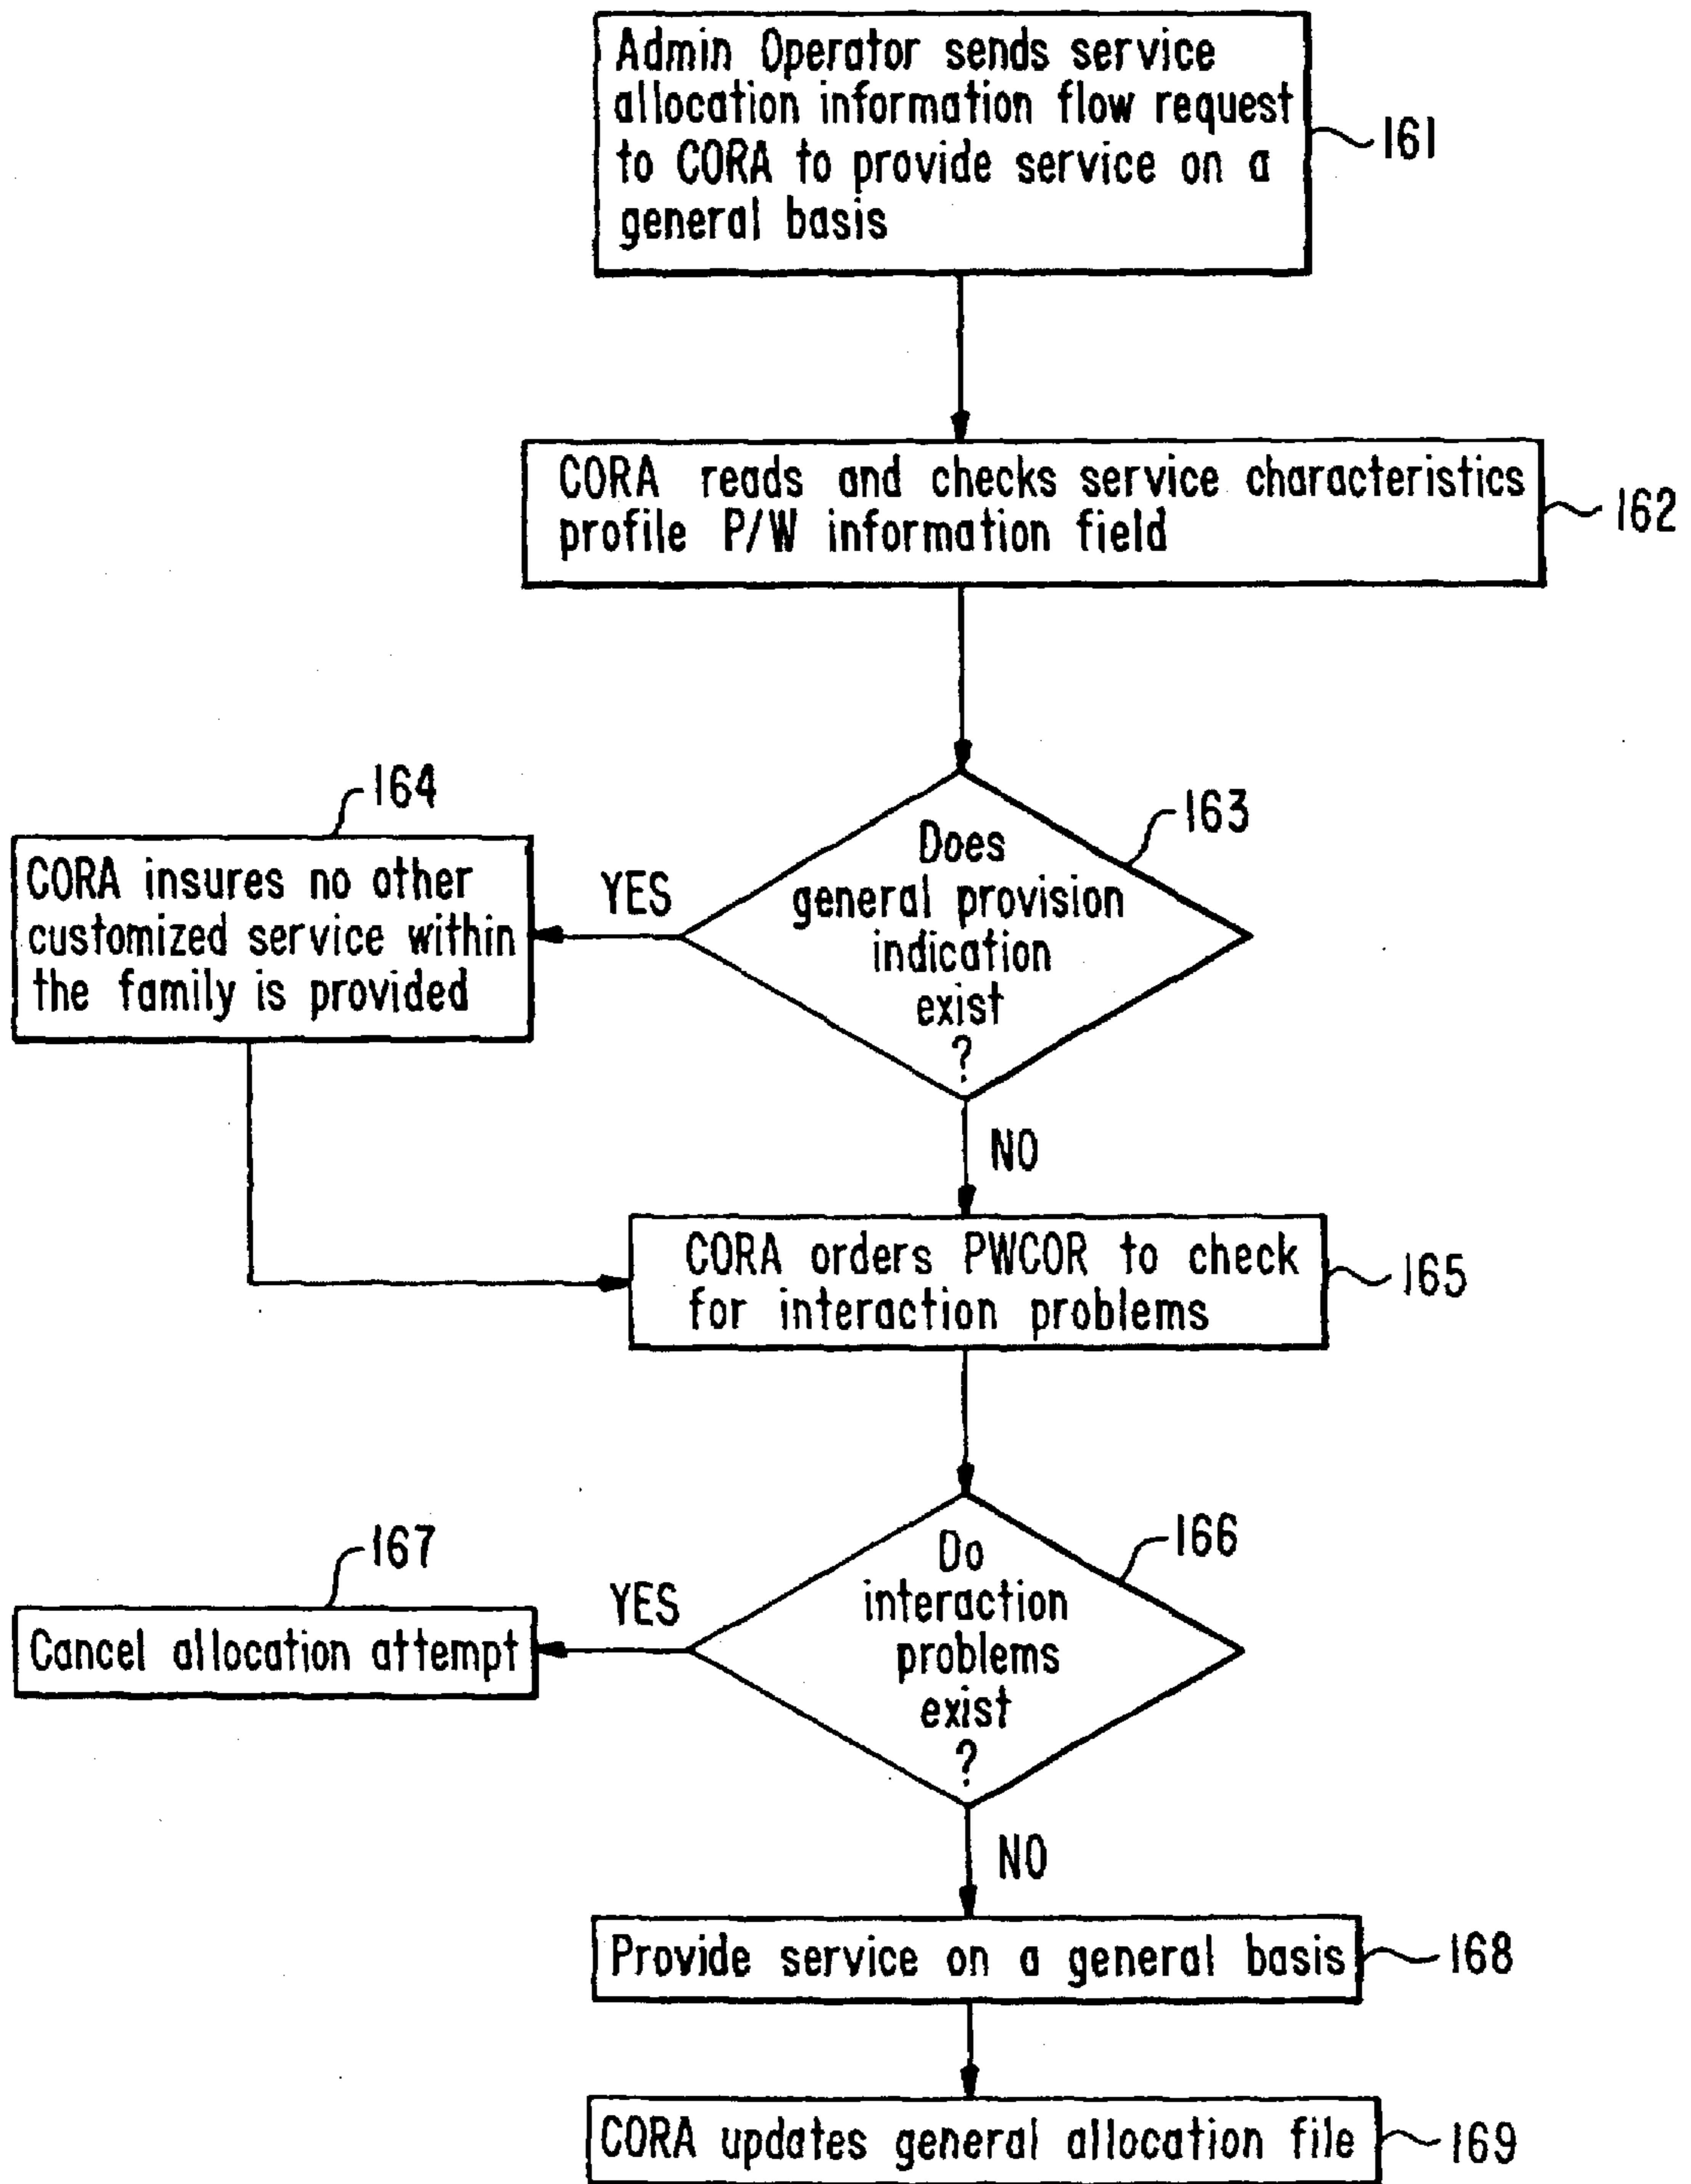 Admin Operator sends service
allocation information flow request
to CORA to provide service on a
general basis
161
CORA reads and checks service characteristics
profile P/W information field
162
164
163
CORA insures no other
customized service within
the family is provided
YES
Does
general provision
indication
exist
?
NO
CORA orders PWCOR to check
for interaction problems
165
167
166
Cancel allocation attempt
YES
Do
interaction
problems
exist
?
NO
Provide service on a general basis
168
CORA updates general allocation file
169